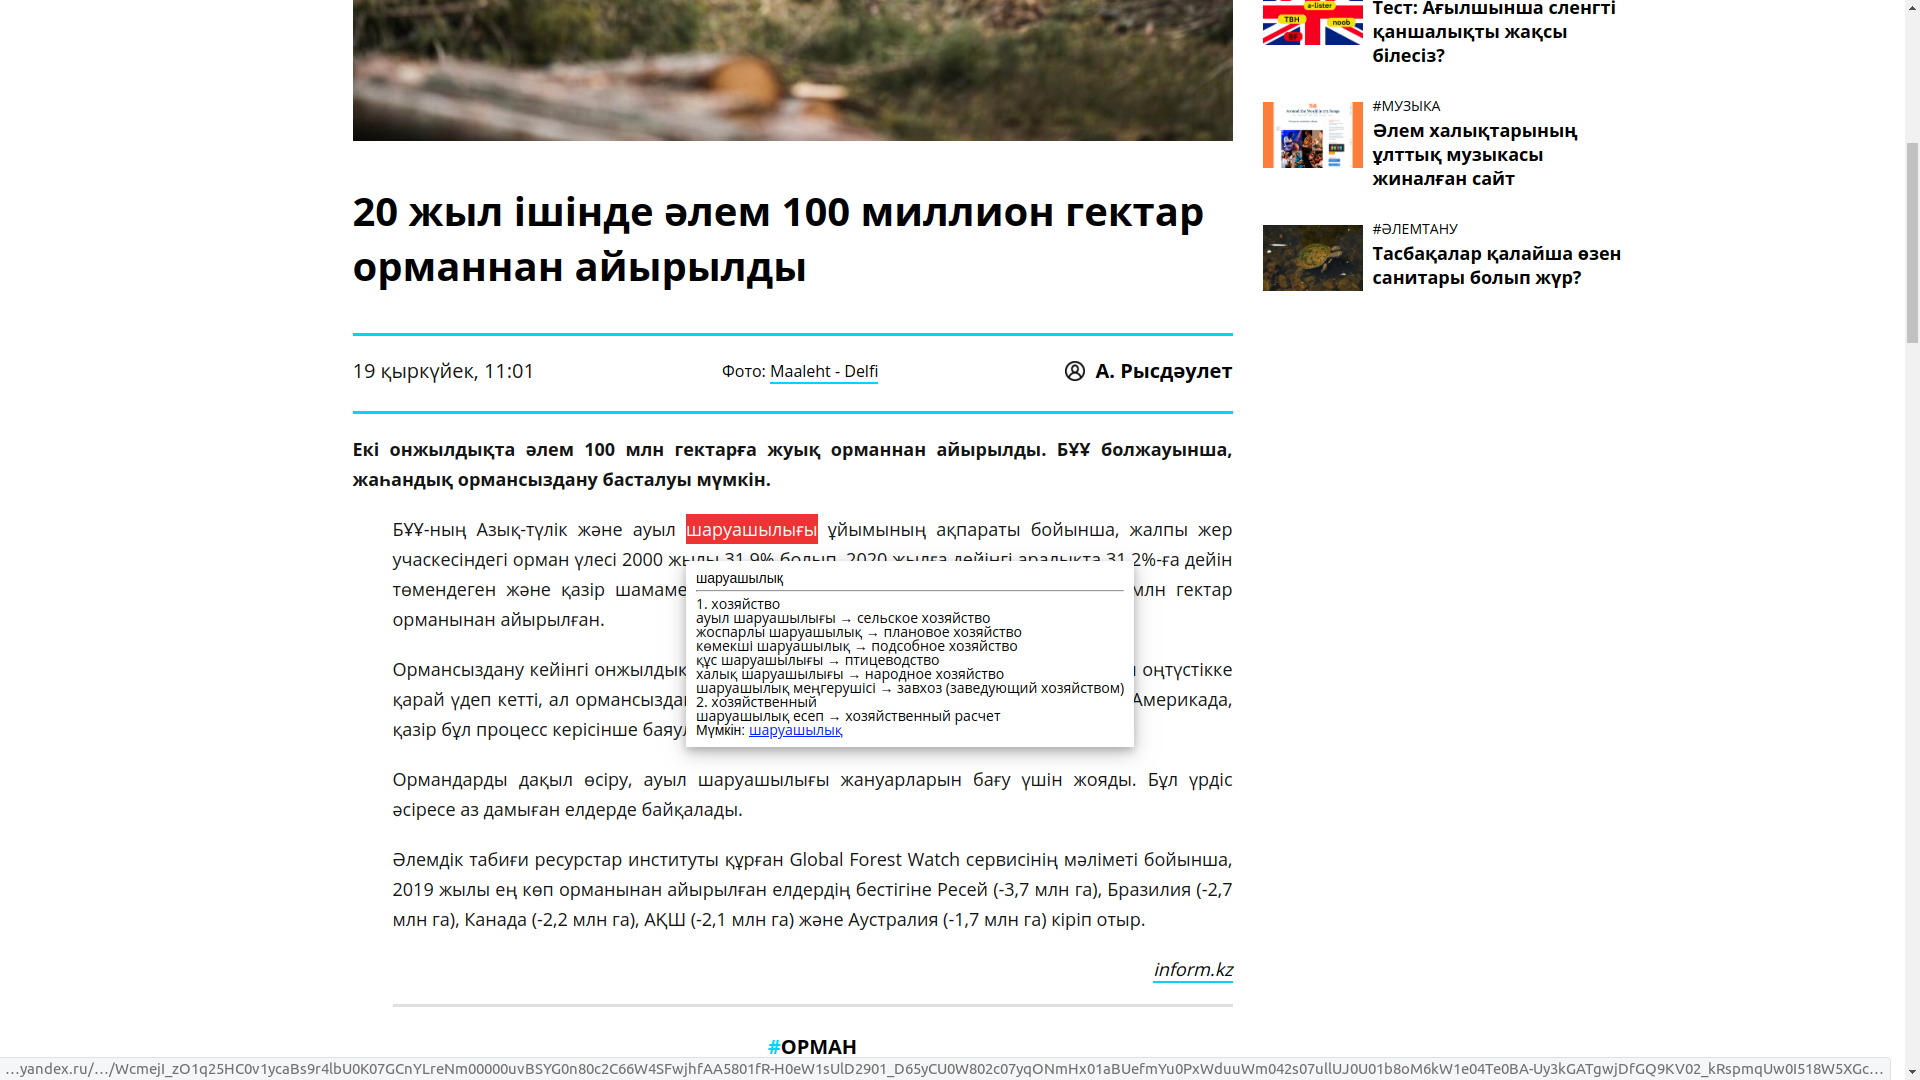 a-lister
TBH
noob
BF
Тест: Ағылшынша сленгті
қаншалықты жақсы
білесіз?
#МУЗЫКА
Әлем халықтарының
ұлттық музыкасы
жиналған сайт
#ӘЛЕМТАНУ
Тасбақалар қалайша өзен
санитары болып жүр?
20 жыл ішінде әлем 100 миллион гектар
орманнан айырылды
19 қыркүйек, 11:01
Фото: Maaleht - Delfi
А. Рысдәулет
Екі онжылдықта әлем 100 млн гектарға жуық орманнан айырылды. БҰҰ болжауынша,
жаһандық ормансыздану басталуы мүмкін.
БҰҰ-ның Азық-түлік және ауыл шаруашылығы ұйымының ақпараты бойынша, жалпы жер
учаскесіндегі орман үлесі 2000 жылы 31,9% болып, 2020 жылға дейінгі аралықта 31,2%-ға дейін
төмендеген және қазір шамаме млн гектар
орманынан айырылған.
Ормансыздану кейінгі онжылдық оңтүстікке
қарай үдеп кетті, ал ормансызда Америкада,
қазір бұл процесс керісінше баяу
шаруашылық
1. хозяйство
ауыл шаруашылығы → сельское хозяйство
жоспарлы шаруашылық → плановое хозяйство
көмекші шаруашылық → подсобное хозяйство
құс шаруашылығы → птицеводство
халық шаруашылығы → народное хозяйство
шаруашылық меңгерушісі → завхоз (заведующий хозяйством)
2. хозяйственный
шаруашылық есеп → хозяйственный расчет
Мүмкін: шаруашылық
Ормандарды дақыл өсіру, ауыл шаруашылығы жануарларын бағу үшін жояды. Бұл үрдіс
әсіресе аз дамыған елдерде байқалады.
Әлемдік табиғи ресурстар институты құрған Global Forest Watch сервисінің мәліметі бойынша,
2019 жылы ең көп орманынан айырылған елдердің бестігіне Ресей (-3,7 млн га), Бразилия (-2,7
млн га), Канада (-2,2 млн га), АҚШ (-2,1 млн га) және Аустралия (-1,7 млн га) кіріп отыр.
inform.kz
#ОРМАН
…yandex.ru/…/WcmejI_zO1q25HC0v1ycaBs9r4lbU0K07GCnYLreNm00000uvBSYG0n80c2C66W4SFwjhfAA5801fR-H0eW1sUlD2901_D65yCU0W802c07yqONmHx01aBUefmYu0PxWduuWm042s07ullUJ0U01b8oM6kW1e04Te0BA-Uy3kGATgwjDfGQ9KV02_kRspmqUw0I518W5XGc…